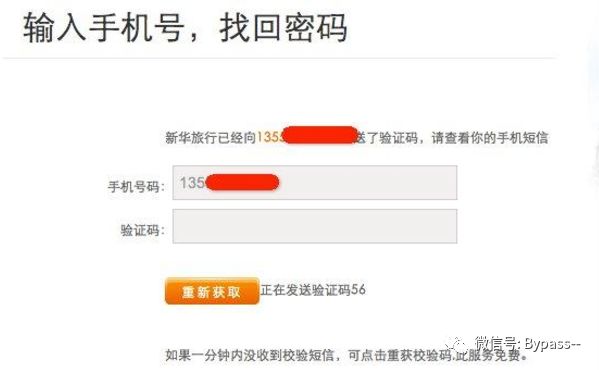 输入手机号，找回密码
新华旅行已经向135 送了验证码，请查看你的手机短信
手机号码： 135
验证码：
重新获取 正在发送验证码56
微信号: Bypass--
如果一分钟内没收到校验短信，可点击重获校验码,此服务免费。